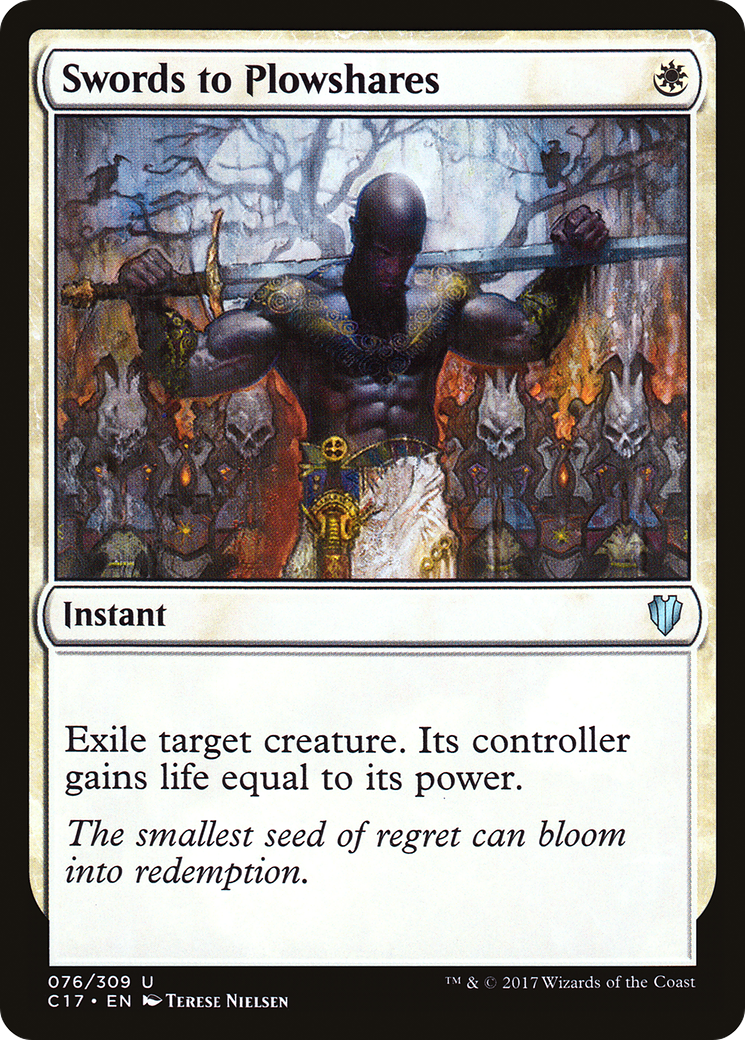 Swords to Plowshares
Instant
Exile target creature. Its controller
gains life equal to its power.
The smallest seed of regret can bloom
into redemption.
076/309 U
™ & © 2017 Wizards of the Coast
C17 • EN Terese Nielsen